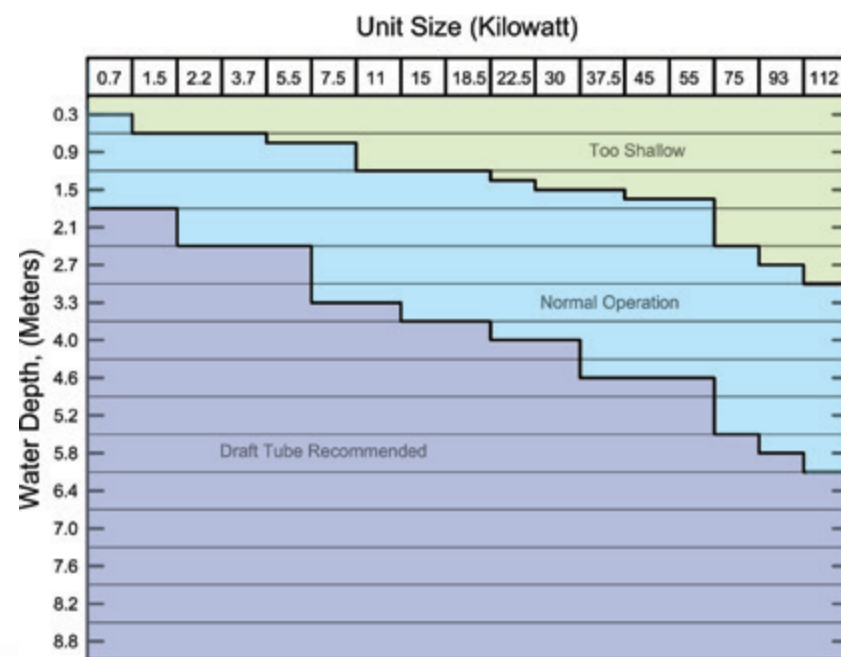 Unit Size (Kilowatt)
0.7 1.5 2.2 3.7 5.5 7.5 11 15 18.5 22.5 30 37.5 45 55 75 93 112
0.3
Too Shallow
0.9
1.5
2.1
2.7
Normal Operation
3.3
4.0
4.6
5.2
Draft Tube Recommended
5.8
6.4
7.0
7.6
8.2
8.8
Water Depth, (Meters)